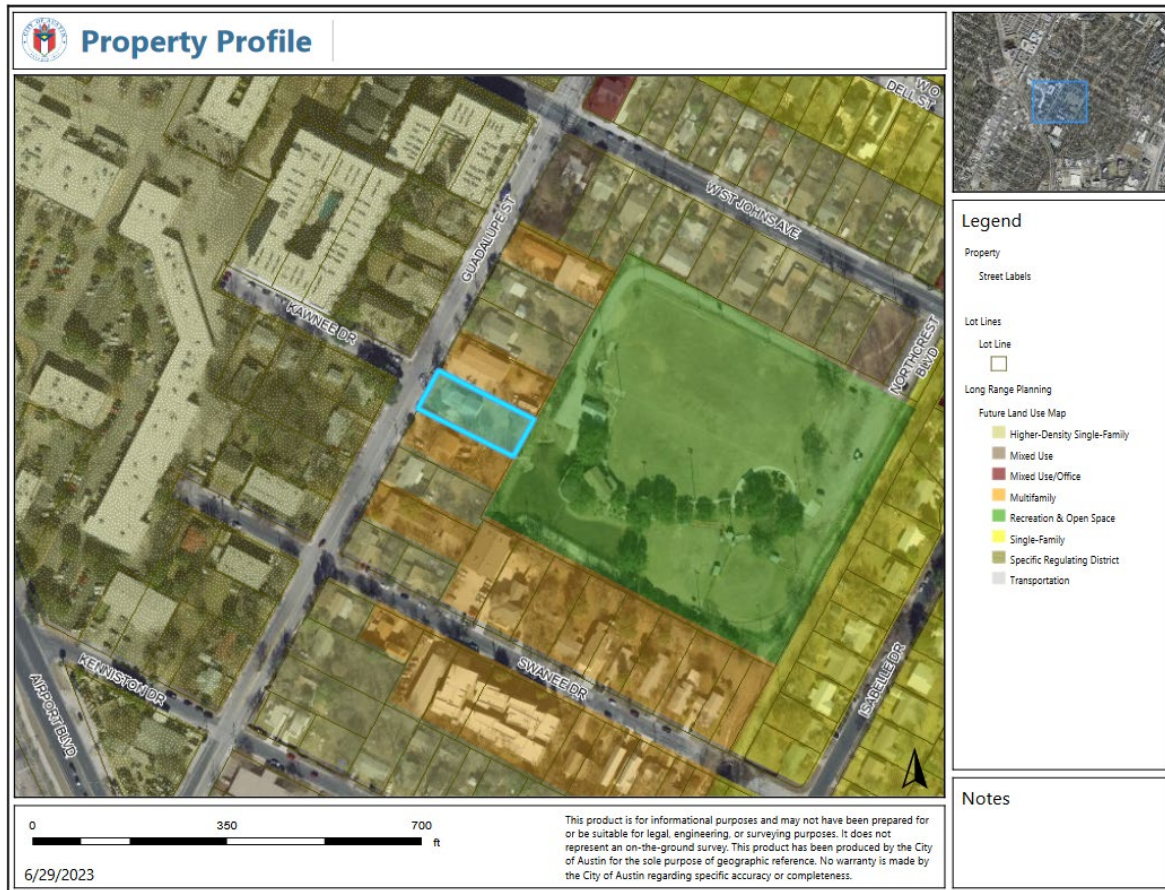 Property Profile
W O
DELL ST
W ST JOHNS AVE
GUADALUPE ST
KAWNEE DR
NORTHCREST
BLVD
SWANEE DR
ISABELLE DR
KENNISTON DR
AIRPORT BLVD
Legend
Property
Street Labels
Lot Lines
Lot Line
Long Range Planning
Future Land Use Map
Higher-Density Single-Family
Mixed Use
Mixed Use/Office
Multifamily
Recreation & Open Space
Single-Family
Specific Regulating District
Transportation
Notes
0 350 700
ft
6/29/2023
This product is for informational purposes and may not have been prepared for
or be suitable for legal, engineering, or surveying purposes. It does not
represent an on-the-ground survey. This product has been produced by the City
of Austin for the sole purpose of geographic reference. No warranty is made by
the City of Austin regarding specific accuracy or completeness.